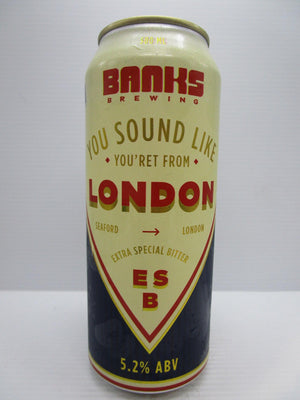 BANKS
BREWING
YOU SOUND LIKE
YOU'RET FROM
LONDON
SEAFORD → LONDON
EXTRA SPECIAL BITTER
ES
B
5.2% ABV